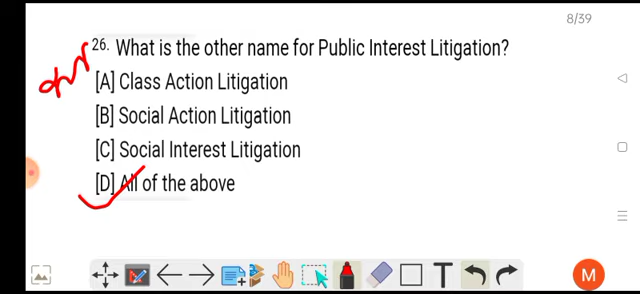 8/39
26. What is the other name for Public Interest Litigation?
[A] Class Action Litigation
[B] Social Action Litigation
[C] Social Interest Litigation
[D] All of the above
T
M